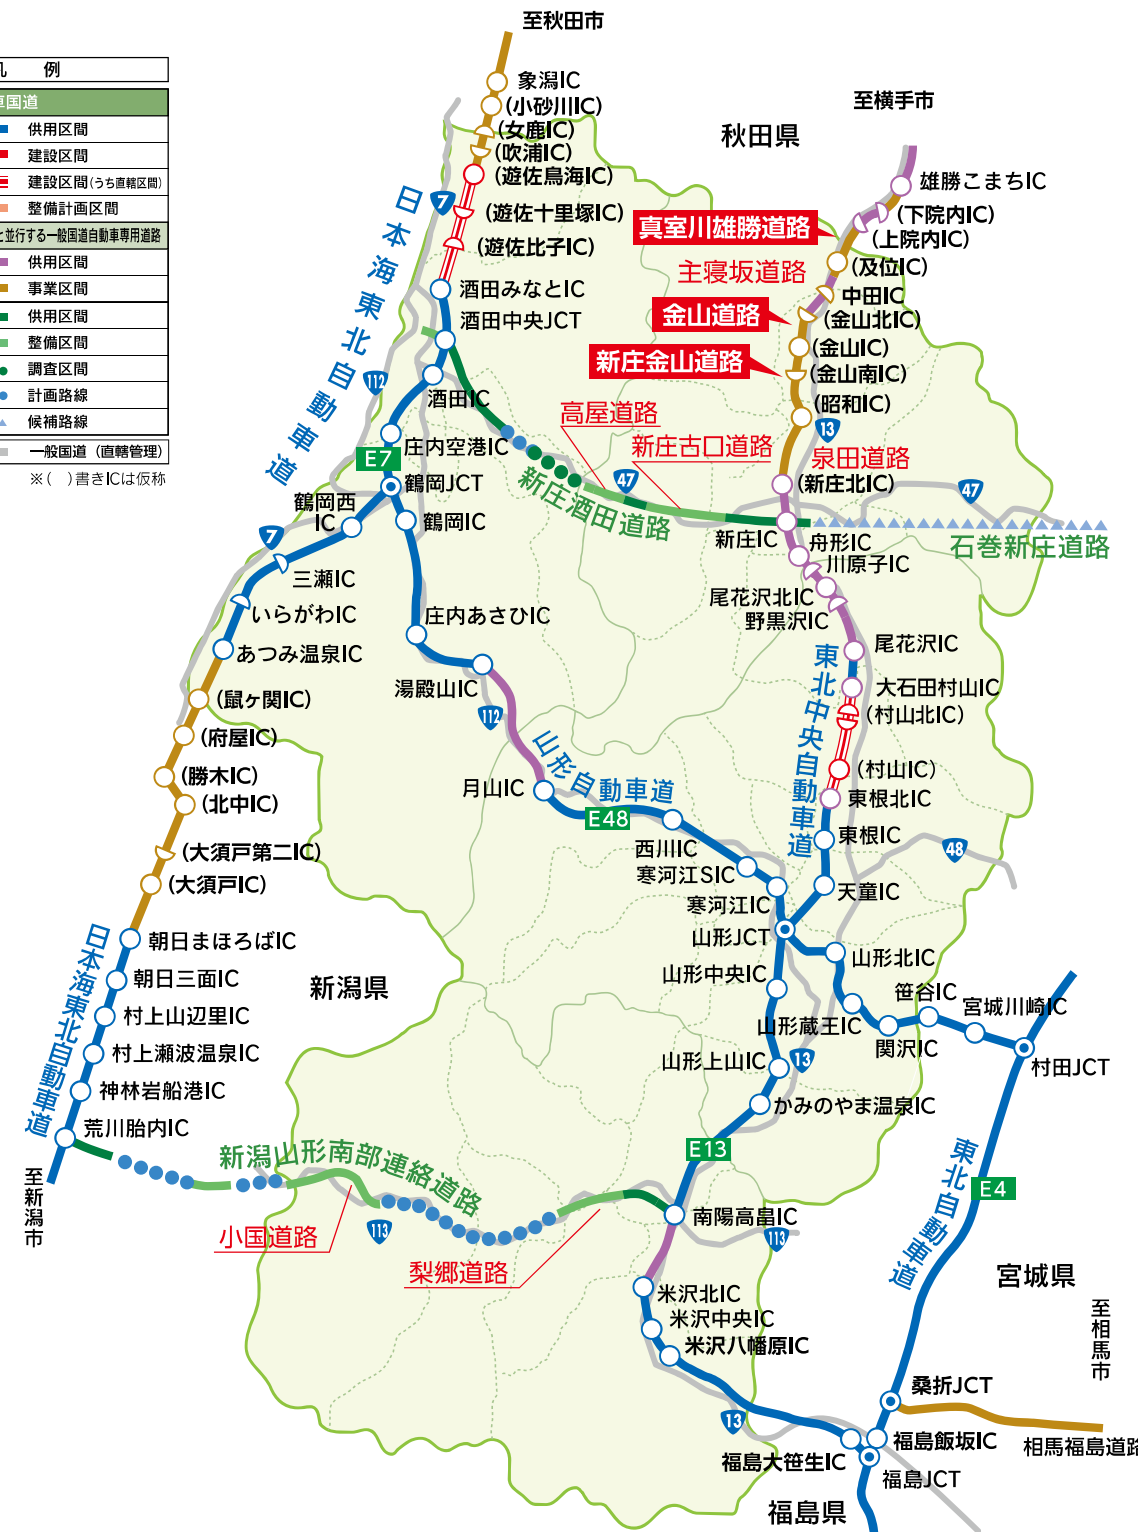 至秋田市
例
車国道
供用区間
建設区間
建設区間(うち直轄区間)
整備計画区間
と並行する一般国道自動車専用道路
供用区間
事業区間
供用区間
整備区間
調査区間
計画路線
候補路線
一般国道（直轄管理）
※(　)書きICは仮称
象潟IC
(小砂川IC)
(女鹿IC)
(吹浦IC)
(遊佐鳥海IC)
(遊佐十里塚IC)
(遊佐比子IC)
酒田みなとIC
酒田中央JCT
酒田IC
庄内空港IC
鶴岡JCT
鶴岡西
IC
鶴岡IC
三瀬IC
いらがわIC
あつみ温泉IC
(鼠ヶ関IC)
(府屋IC)
(勝木IC)
(北中IC)
(大須戸第二IC)
(大須戸IC)
朝日まほろばIC
朝日三面IC
村上山辺里IC
村上瀬波温泉IC
神林岩船港IC
荒川胎内IC
至新潟市
日本海東北自動車道
日本海東北自動車道
7
112
E7
7
秋田県
至横手市
雄勝こまちIC
(下院内IC)
(上院内IC)
真室川雄勝道路
(及位IC)
主寝坂道路
中田IC
金山道路
(金山北IC)
(金山IC)
新庄金山道路
(金山南IC)
(昭和IC)
13
高屋道路
新庄古口道路
泉田道路
47
(新庄北IC)
47
新庄酒田道路
新庄IC
石巻新庄道路
舟形IC
川原子IC
尾花沢北IC
野黒沢IC
尾花沢IC
大石田村山IC
(村山北IC)
(村山IC)
東根北IC
東根IC
天童IC
東北中央自動車道
48
庄内あさひIC
湯殿山IC
112
月山IC
山形自動車道
E48
西川IC
寒河江SIC
寒河江IC
山形JCT
山形中央IC
山形北IC
山形蔵王IC
笹谷IC
関沢IC
宮城川崎IC
村田JCT
山形上山IC
13
かみのやま温泉IC
E13
新潟県
新潟山形南部連絡道路
小国道路
113
梨郷道路
南陽高畠IC
113
米沢北IC
米沢中央IC
米沢八幡原IC
13
東北自動車道
E4
宮城県
至相馬市
桑折JCT
福島飯坂IC
相馬福島道路
福島大笹生IC
福島JCT
福島県